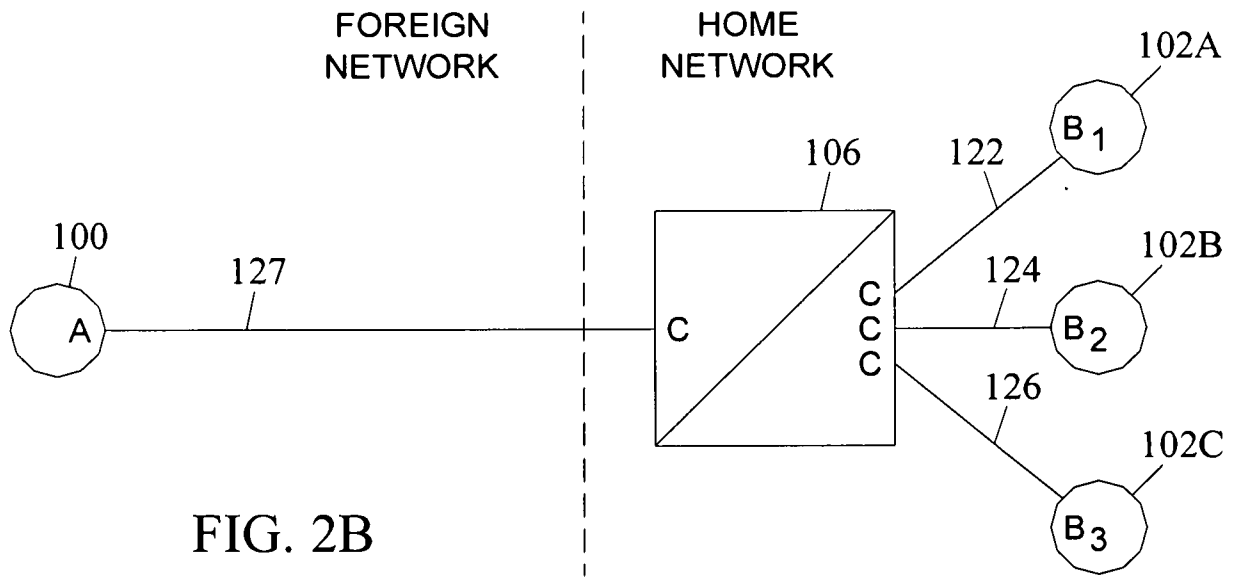 FOREIGN
NETWORK
HOME
NETWORK
102A
B1
106
122
100
127
102B
124
C
A
C
C
B2
C
126
102C
B3
FIG. 2B